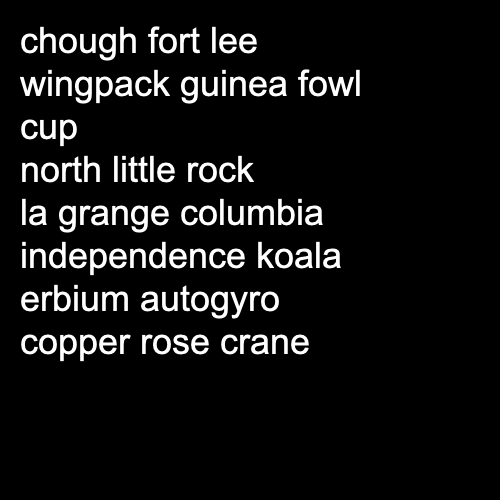 chough fort lee
wingpack guinea fowl
cup
north little rock
la grange columbia
independence koala
erbium autogyro
copper rose crane